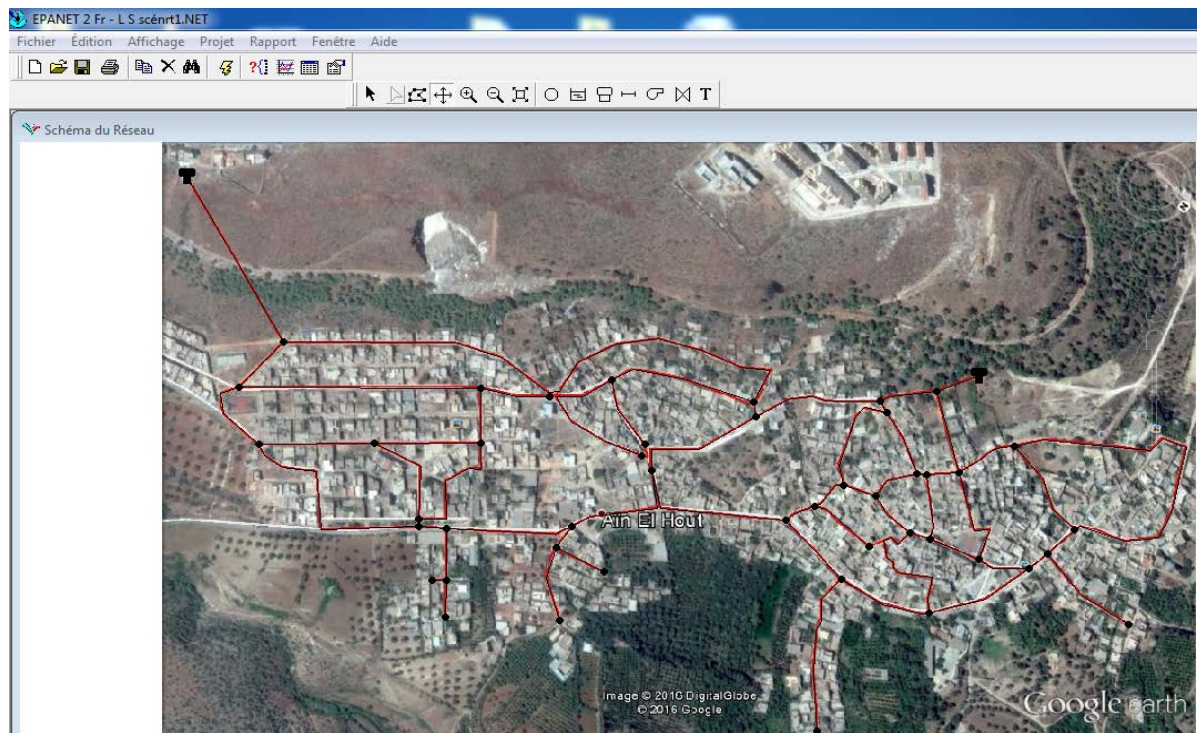 EPANET 2 Fr - L S scénrt1.NET
Fichier Édition Affichage Projet Rapport Fenêtre Aide
T
Schéma du Réseau
Aïn El Hout
Image © 2016 DigitalGlobe
© 2016 Google
Google earth